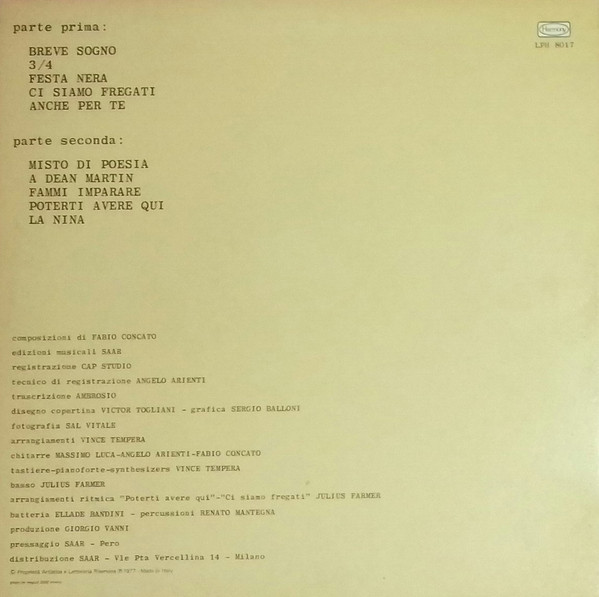 parte prima:
BREVE SOGNO
3/4
FESTA NERA
CI SIAMO FREGATI
ANCHE PER TE
LPH 8017
parte seconda:
MISTO DI POESIA
A DEAN MARTIN
FAMMI IMPARARE
POTERTI AVERE QUI
LA NINA
composizioni di FABIO CONCATO
edizioni musicali SAAR
registrazione CAP STUDIO
tecnico di registrazione ANGELO ARIENTI
trascrizione AMBROSIO
disegno copertina VICTOR TOGLIANI - grafica SERGIO BALLONI
fotografia SAL VITALE
arrangiamenti VINCE TEMPERA
chitarre MASSIMO LUCA-ANGELO ARIENTI-FABIO CONCATO
tastiere-pianoforte-synthesizers VINCE TEMPERA
basso JULIUS FARMER
arrangiamenti ritmica "Poterti avere qui"-"Ci siamo fregati" JULIUS FARMER
batteria ELLADE BANDINI - percussioni RENATO MANTEGNA
produzione GIORGIO VANNI
pressaggio SAAR - Pero
distribuzione SAAR - Vle Pta Vercellina 14 - Milano
1977 - Made in Italy